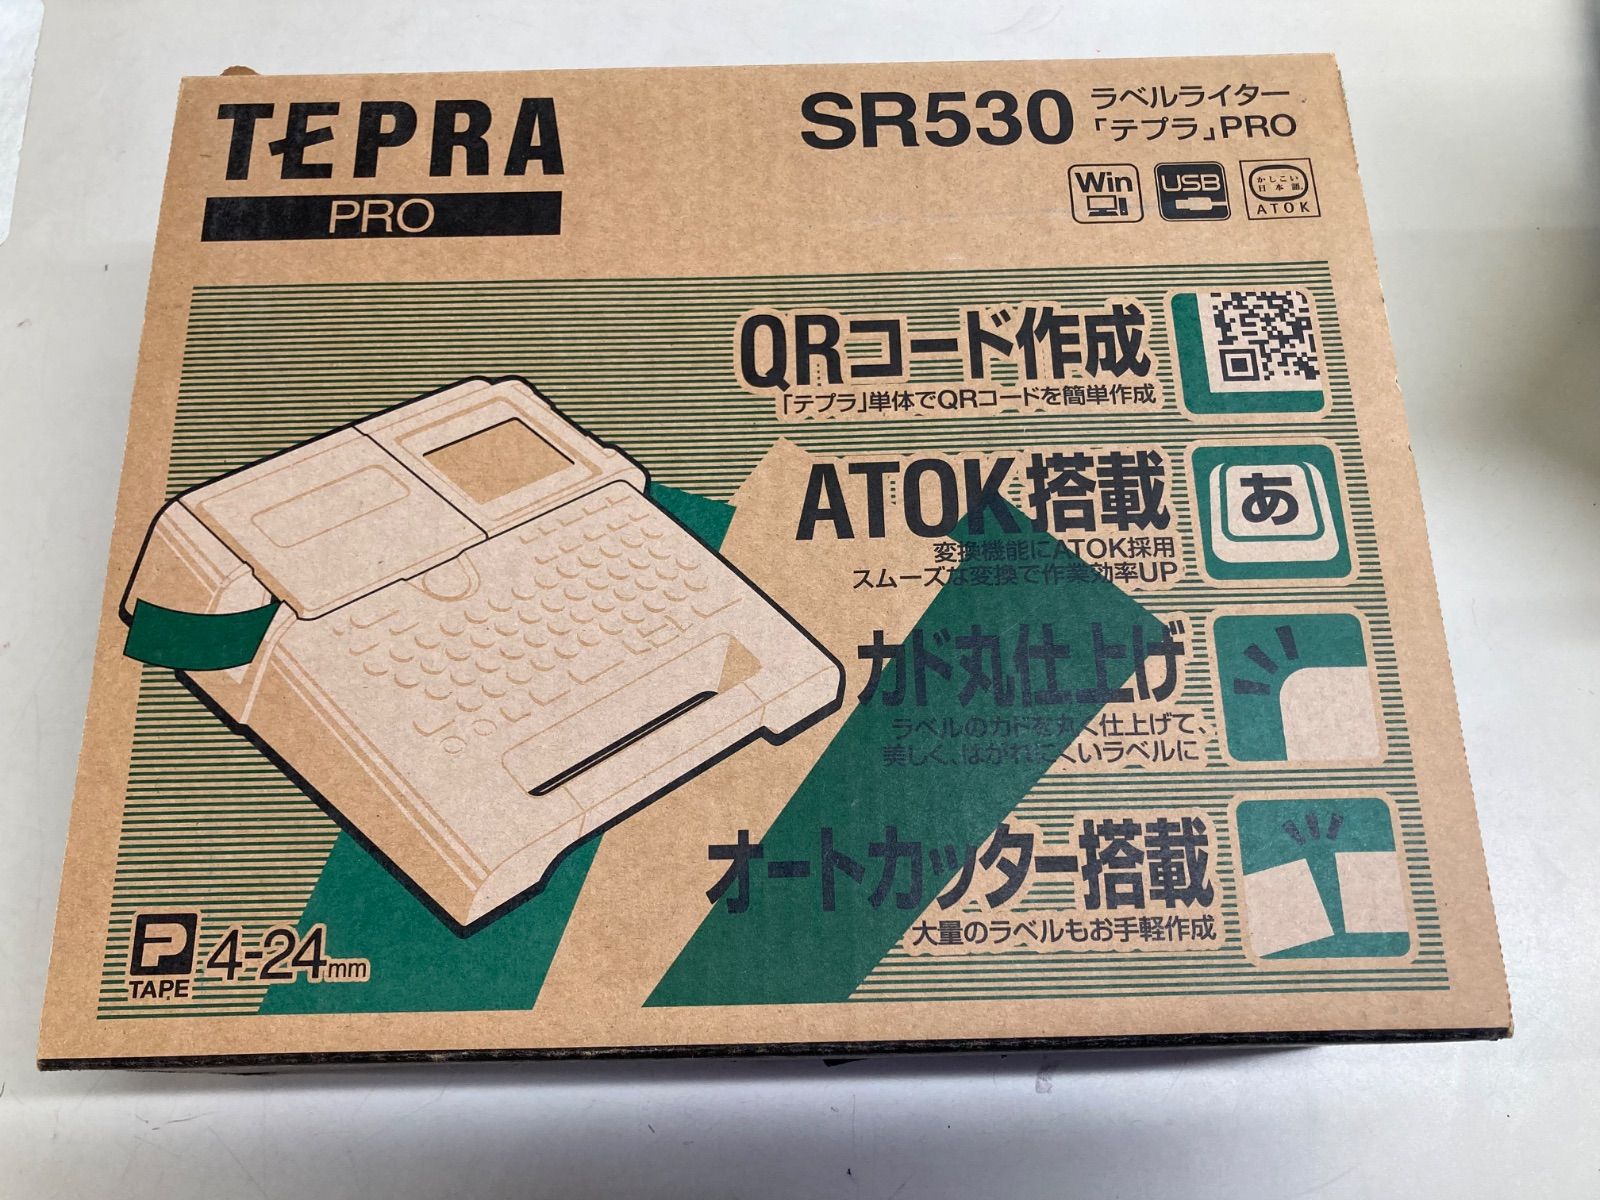 TEPRA
PRO
SR530
ラベルライター
「テプラ」PRO
Win
USB
かしこい
日本語
ATOK
QRコード作成
「テプラ」単体でQRコードを簡単作成
ATOK搭載
変換機能にATOK採用
スムーズな変換で作業効率UP
あ
カド丸仕上げ
ラベルのカドを丸く仕上げて、
美しく、はがれにくいラベルに
オートカッター搭載
大量のラベルもお手軽作成
TAPE
4-24mm